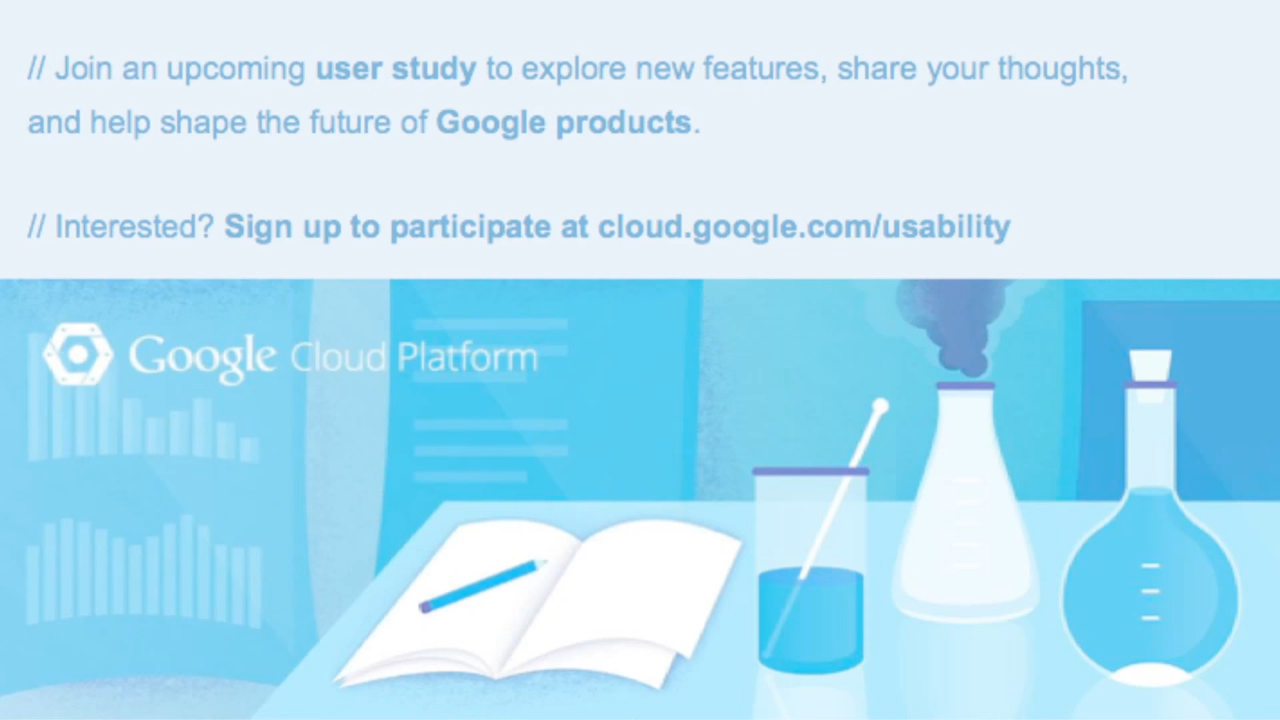 // Join an upcoming user study to explore new features, share your thoughts,
and help shape the future of Google products.
// Interested? Sign up to participate at cloud.google.com/usability
Google Cloud Platform